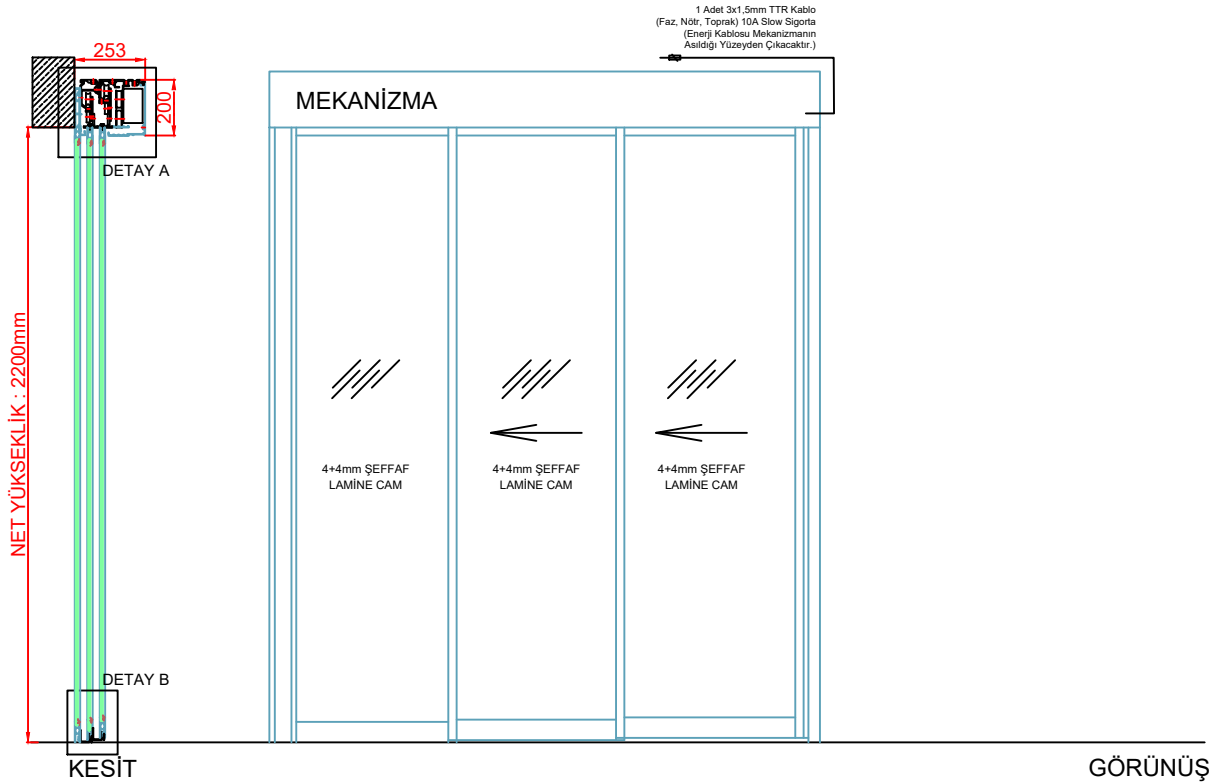 1 Adet 3x1,5mm TTR Kablo
(Faz, Nötr, Toprak) 10A Slow Sigorta
(Enerji Kablosu Mekanizmanın
Asıldığı Yüzeyden Çıkacaktır.)
253
200
MEKANİZMA
DETAY A
NET YÜKSEKLİK : 2200mm
4+4mm ŞEFFAF
LAMİNE CAM
4+4mm ŞEFFAF
LAMİNE CAM
4+4mm ŞEFFAF
LAMİNE CAM
DETAY B
KESİT
GÖRÜNÜŞ